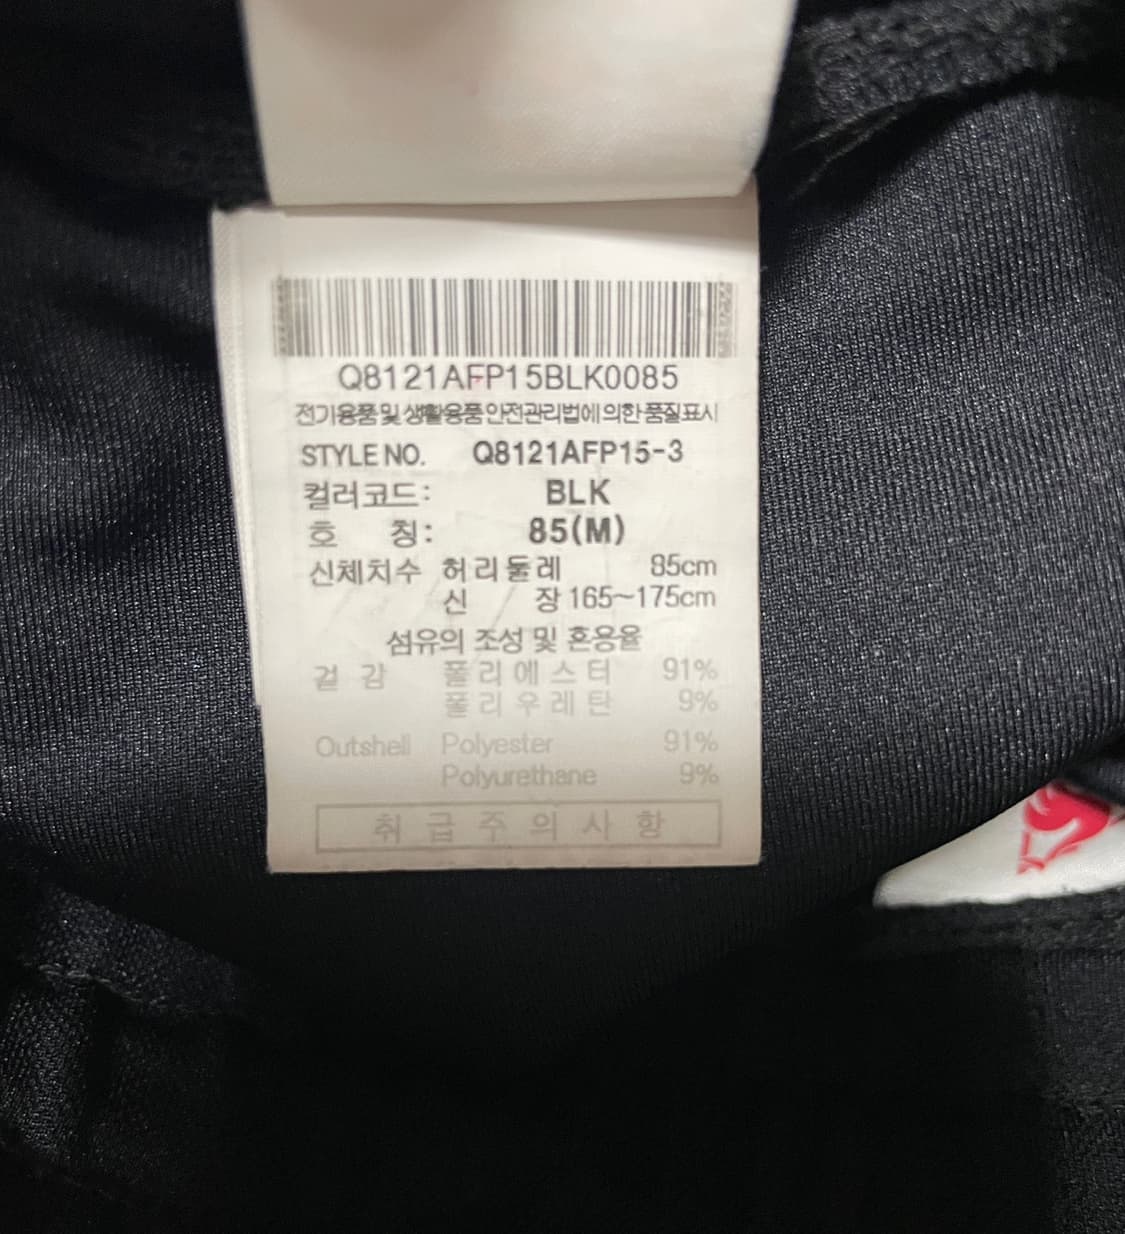 Q8121AFP15BLK0085
전기용품 및 생활용품 안전관리법에 의한 품질표시
STYLE NO. Q8121AFP15-3
컬러코드: BLK
호 칭: 85(M)
신체치수 허리둘레 85cm
신 장 165~175cm
섬유의 조성 및 혼용율
겉 감 폴리에스터 91%
폴리우레탄 9%
Outshell Polyester 91%
Polyurethane 9%
취급주의사항